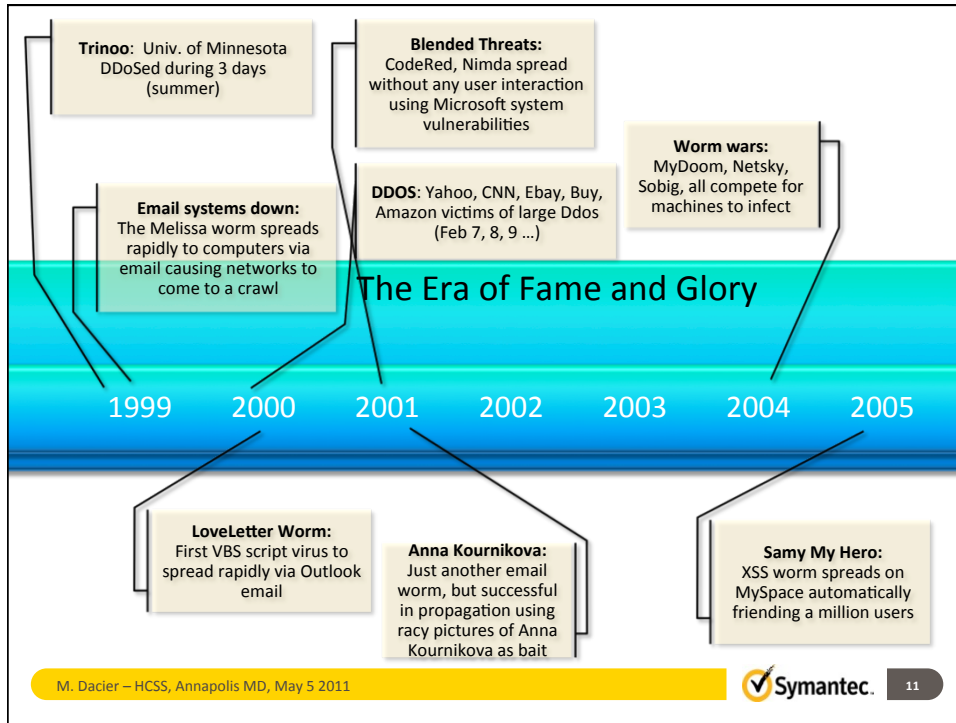 Trinoo: Univ. of Minnesota
DDoSed during 3 days
(summer)
Blended Threats:
CodeRed, Nimda spread
without any user interaction
using Microsoft system
vulnerabilities
Worm wars:
MyDoom, Netsky,
Sobig, all compete for
machines to infect
Email systems down:
The Melissa worm spreads
rapidly to computers via
email causing networks to
come to a crawl
DDOS: Yahoo, CNN, Ebay, Buy,
Amazon victims of large Ddos
(Feb 7, 8, 9 ...)
The Era of Fame and Glory
1999 2000 2001 2002 2003 2004 2005
LoveLetter Worm:
First VBS script virus to
spread rapidly via Outlook
email
Anna Kournikova:
Just another email
worm, but successful
in propagation using
racy pictures of Anna
Kournikova as bait
Samy My Hero:
XSS worm spreads on
MySpace automatically
friending a million users
M. Dacier – HCSS, Annapolis MD, May 5 2011
Symantec.
11